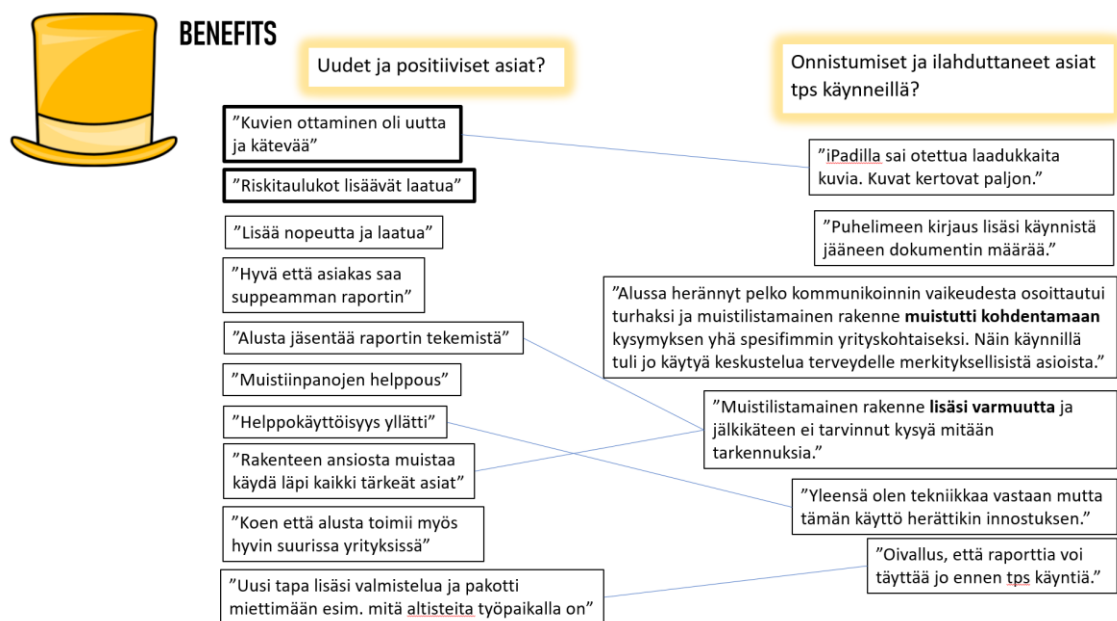 BENEFITS
Uudet ja positiiviset asiat?
"Kuvien ottaminen oli uutta
ja kätevää"
"Riskitaulukot lisäävät laatua"
"Lisää nopeutta ja laatua"
"Hyvä että asiakas saa
suppeamman raportin"
"Alusta jäsentää raportin tekemistä"
"Muistiinpanojen helppous"
"Helppokäyttöisyys yllätti"
"Rakenteen ansiosta muistaa
käydä läpi kaikki tärkeät asiat"
"Koen että alusta toimii myös
hyvin suurissa yrityksissä"
"Uusi tapa lisäsi valmistelua ja pakotti
miettimään esim. mitä altisteita työpaikalla on"
Onnistumiset ja ilahduttaneet asiat
tps käynneillä?
"iPadilla sai otettua laadukkaita
kuvia. Kuvat kertovat paljon."
"Puhelimeen kirjaus lisäsi käynnistä
jääneen dokumentin määrää."
"Alussa herännyt pelko kommunikoinnin vaikeudesta osoittautui
turhaksi ja muistilistamainen rakenne muistutti kohdentamaan
kysymyksen yhä spesifimmin yrityskohtaiseksi. Näin käynnillä
tuli jo käytyä keskustelua terveydelle merkityksellisistä asioista."
"Muistilistamainen rakenne lisäsi varmuutta ja
jälkikäteen ei tarvinnut kysyä mitään
tarkennuksia."
"Yleensä olen tekniikkaa vastaan mutta
tämän käyttö herättikin innostuksen."
"Oivallus, että raporttia voi
täyttää jo ennen tps käyntiä."